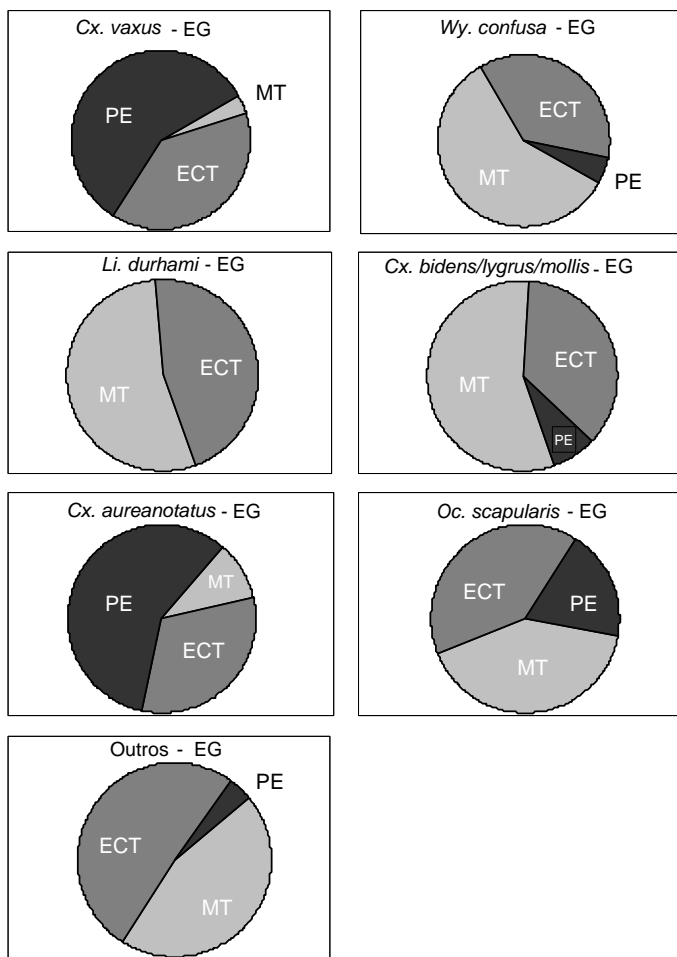 Cx. vaxus - EG
PE
MT
ECT
Wy. confusa - EG
ECT
MT
PE
Li. durhami - EG
ECT
MT
Cx. bidens/lygrus/mollis - EG
ECT
MT
PE
Cx. aureanotatus - EG
PE
MT
ECT
Oc. scapularis - EG
ECT
PE
MT
Outros - EG
PE
ECT
MT